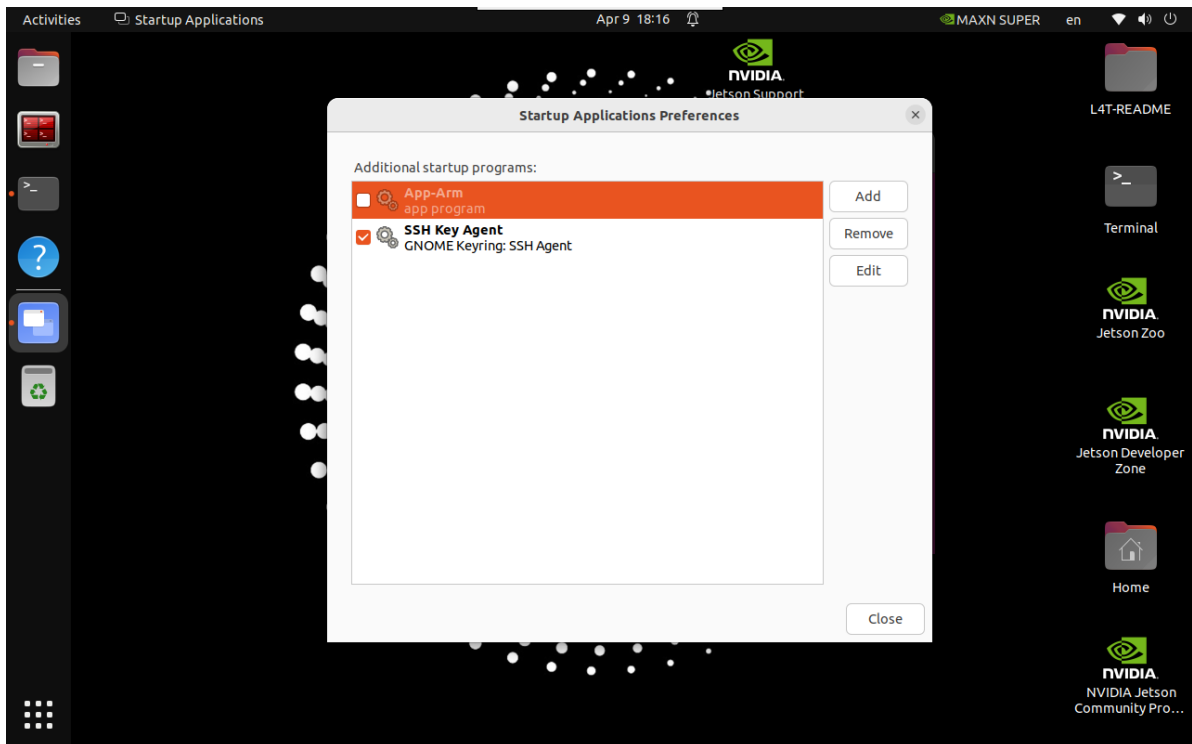 Activities
Startup Applications
Apr 9 18:16
MAXN SUPER
en
NVIDIA.
Jetson Support
L4T-README
Startup Applications Preferences
Additional startup programs:
App-Arm
app program
SSH Key Agent
GNOME Keyring: SSH Agent
Add
Remove
Edit
Close
Terminal
NVIDIA.
Jetson Zoo
NVIDIA.
Jetson Developer
Zone
Home
NVIDIA.
NVIDIA Jetson
Community Pro...